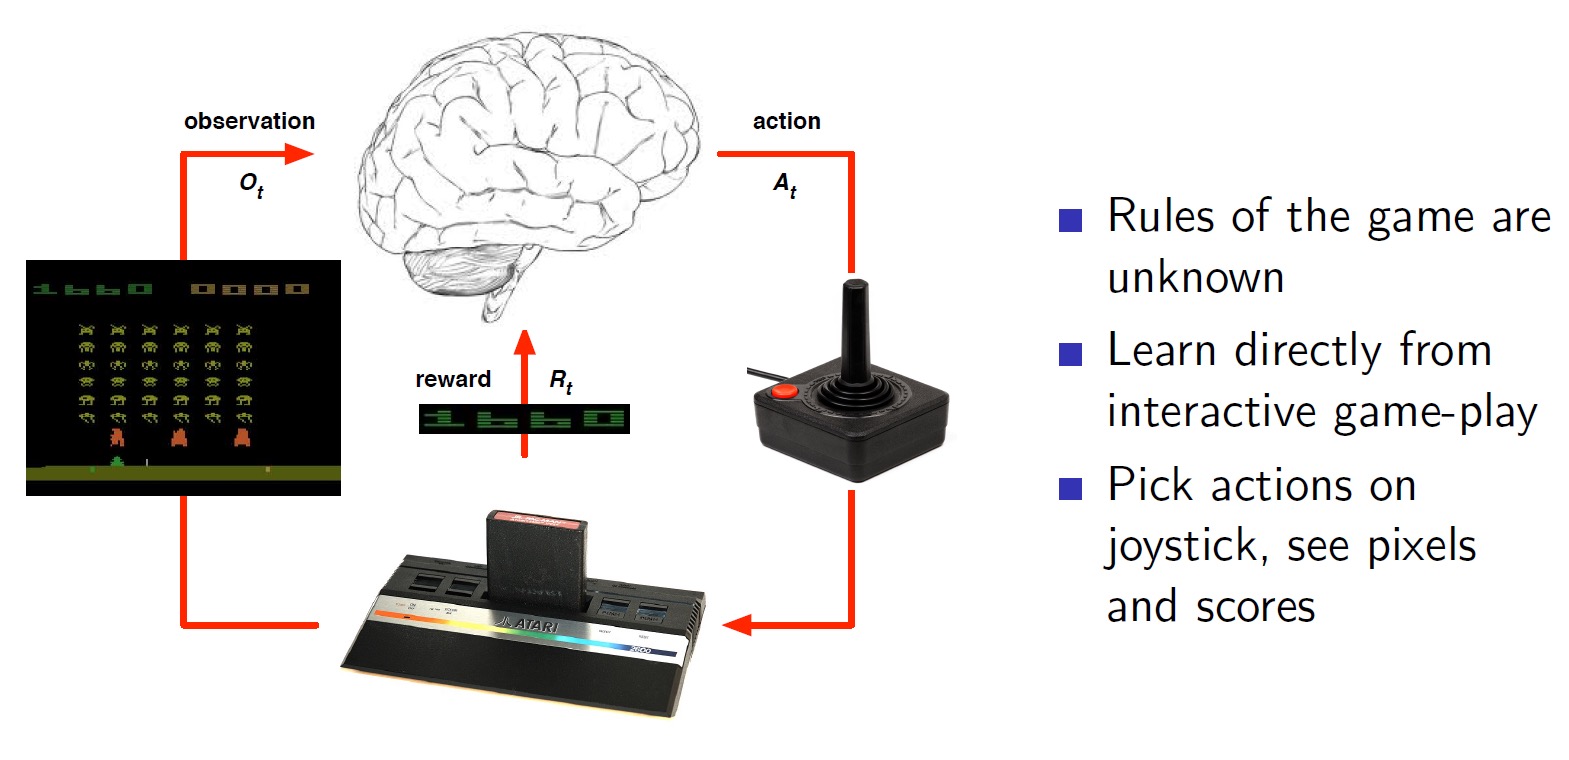 observation
action
O_t
A_t
1660 0000
reward
R_t
1660
ATARI
2600
Rules of the game are
unknown
Learn directly from
interactive game-play
Pick actions on
joystick, see pixels
and scores